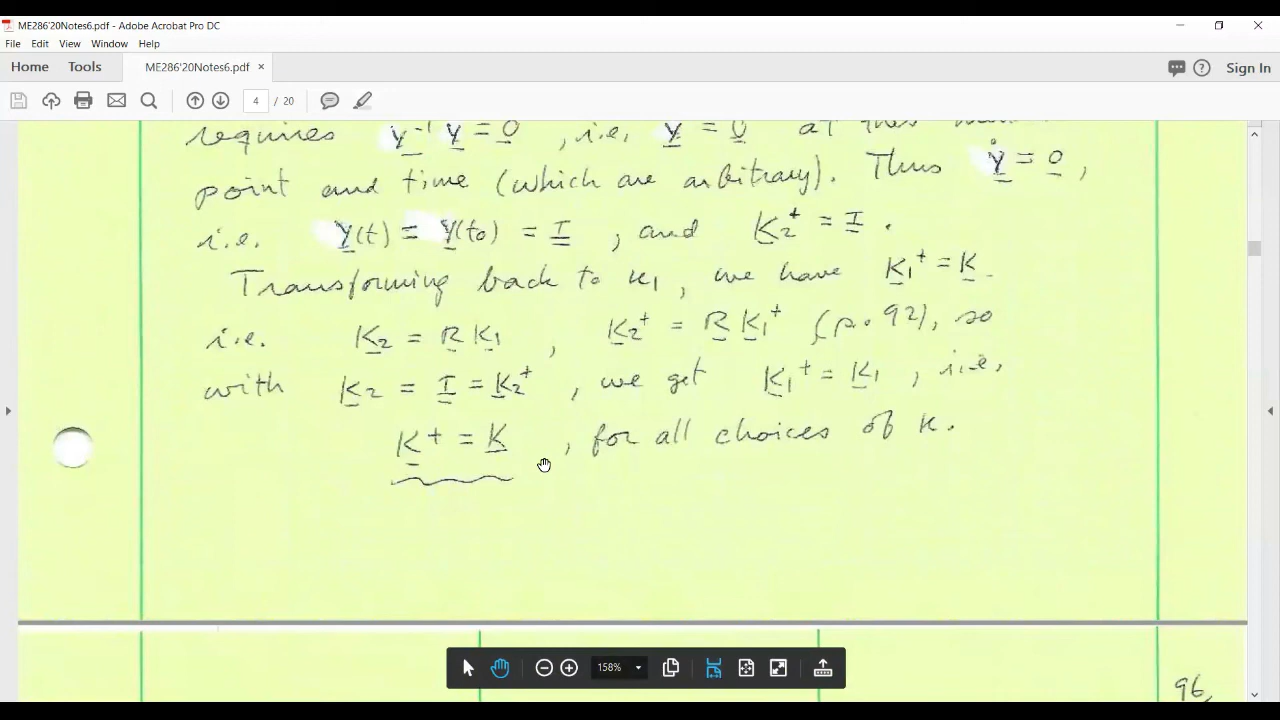 ME286'20Notes6.pdf - Adobe Acrobat Pro DC
File Edit View Window Help
Home Tools ME286'20Notes6.pdf × Sign In
4 / 20
requires Y⁻¹ Y = 0 , i.e. Y = 0 at this
point and time (which are arbitrary). Thus Ẏ = 0 ,
i.e. Y(t) = Y(t₀) = I , and K₂⁺ = I .
Transforming back to κ₁ , we have K₁⁺ = K
i.e. K₂ = R K₁ , K₂⁺ = R K₁⁺ (p. 92), so
with K₂ = I = K₂⁺ , we get K₁⁺ = K₁ , i.e.
K⁺ = K , for all choices of κ.
158%
96,